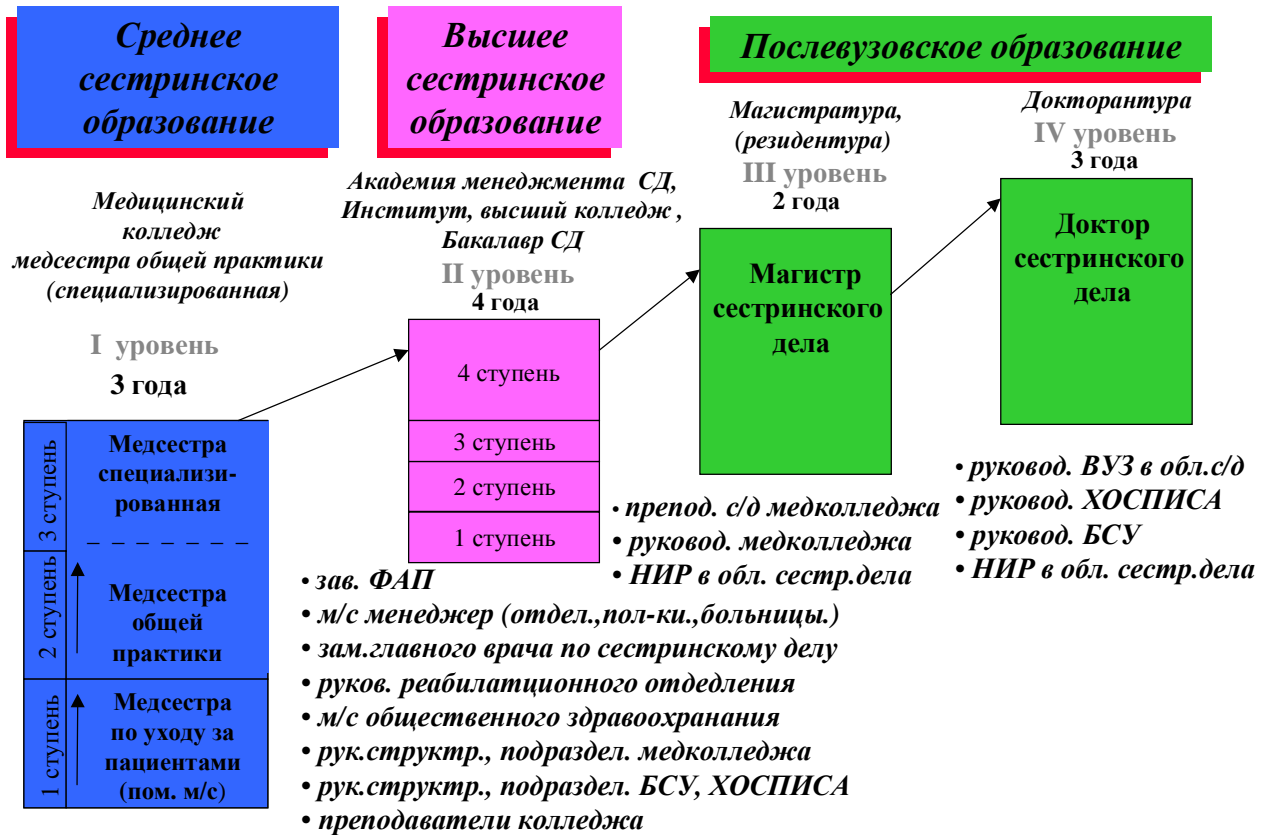 Среднее
сестринское
образование
Медицинский
колледж
медсестра общей практики
(специализированная)
I уровень
3 года
3 ступень
Медсестра
специализи-
рованная
2 ступень
Медсестра
общей
практики
1 ступень
Медсестра
по уходу за
пациентами
(пом. м/с)
Высшее
сестринское
образование
Академия менеджмента СД,
Институт, высший колледж ,
Бакалавр СД
II уровень
4 года
4 ступень
3 ступень
2 ступень
1 ступень
• зав. ФАП
• м/с менеджер (отдел.,пол-ки.,больницы.)
• зам.главного врача по сестринскому делу
• руков. реабилатционного отдедления
• м/с общественного здравоохранания
• рук.структр., подраздел. медколледжа
• рук.структр., подраздел. БСУ, ХОСПИСА
• преподаватели колледжа
Послевузовское образование
Магистратура,
(резидентура)
III уровень
2 года
Магистр
сестринского
дела
• препод. с/д медколледжа
• руковод. медколледжа
• НИР в обл. сестр.дела
Докторантура
IV уровень
3 года
Доктор
сестринского
дела
• руковод. ВУЗ в обл.с/д
• руковод. ХОСПИСА
• руковод. БСУ
• НИР в обл. сестр.дела